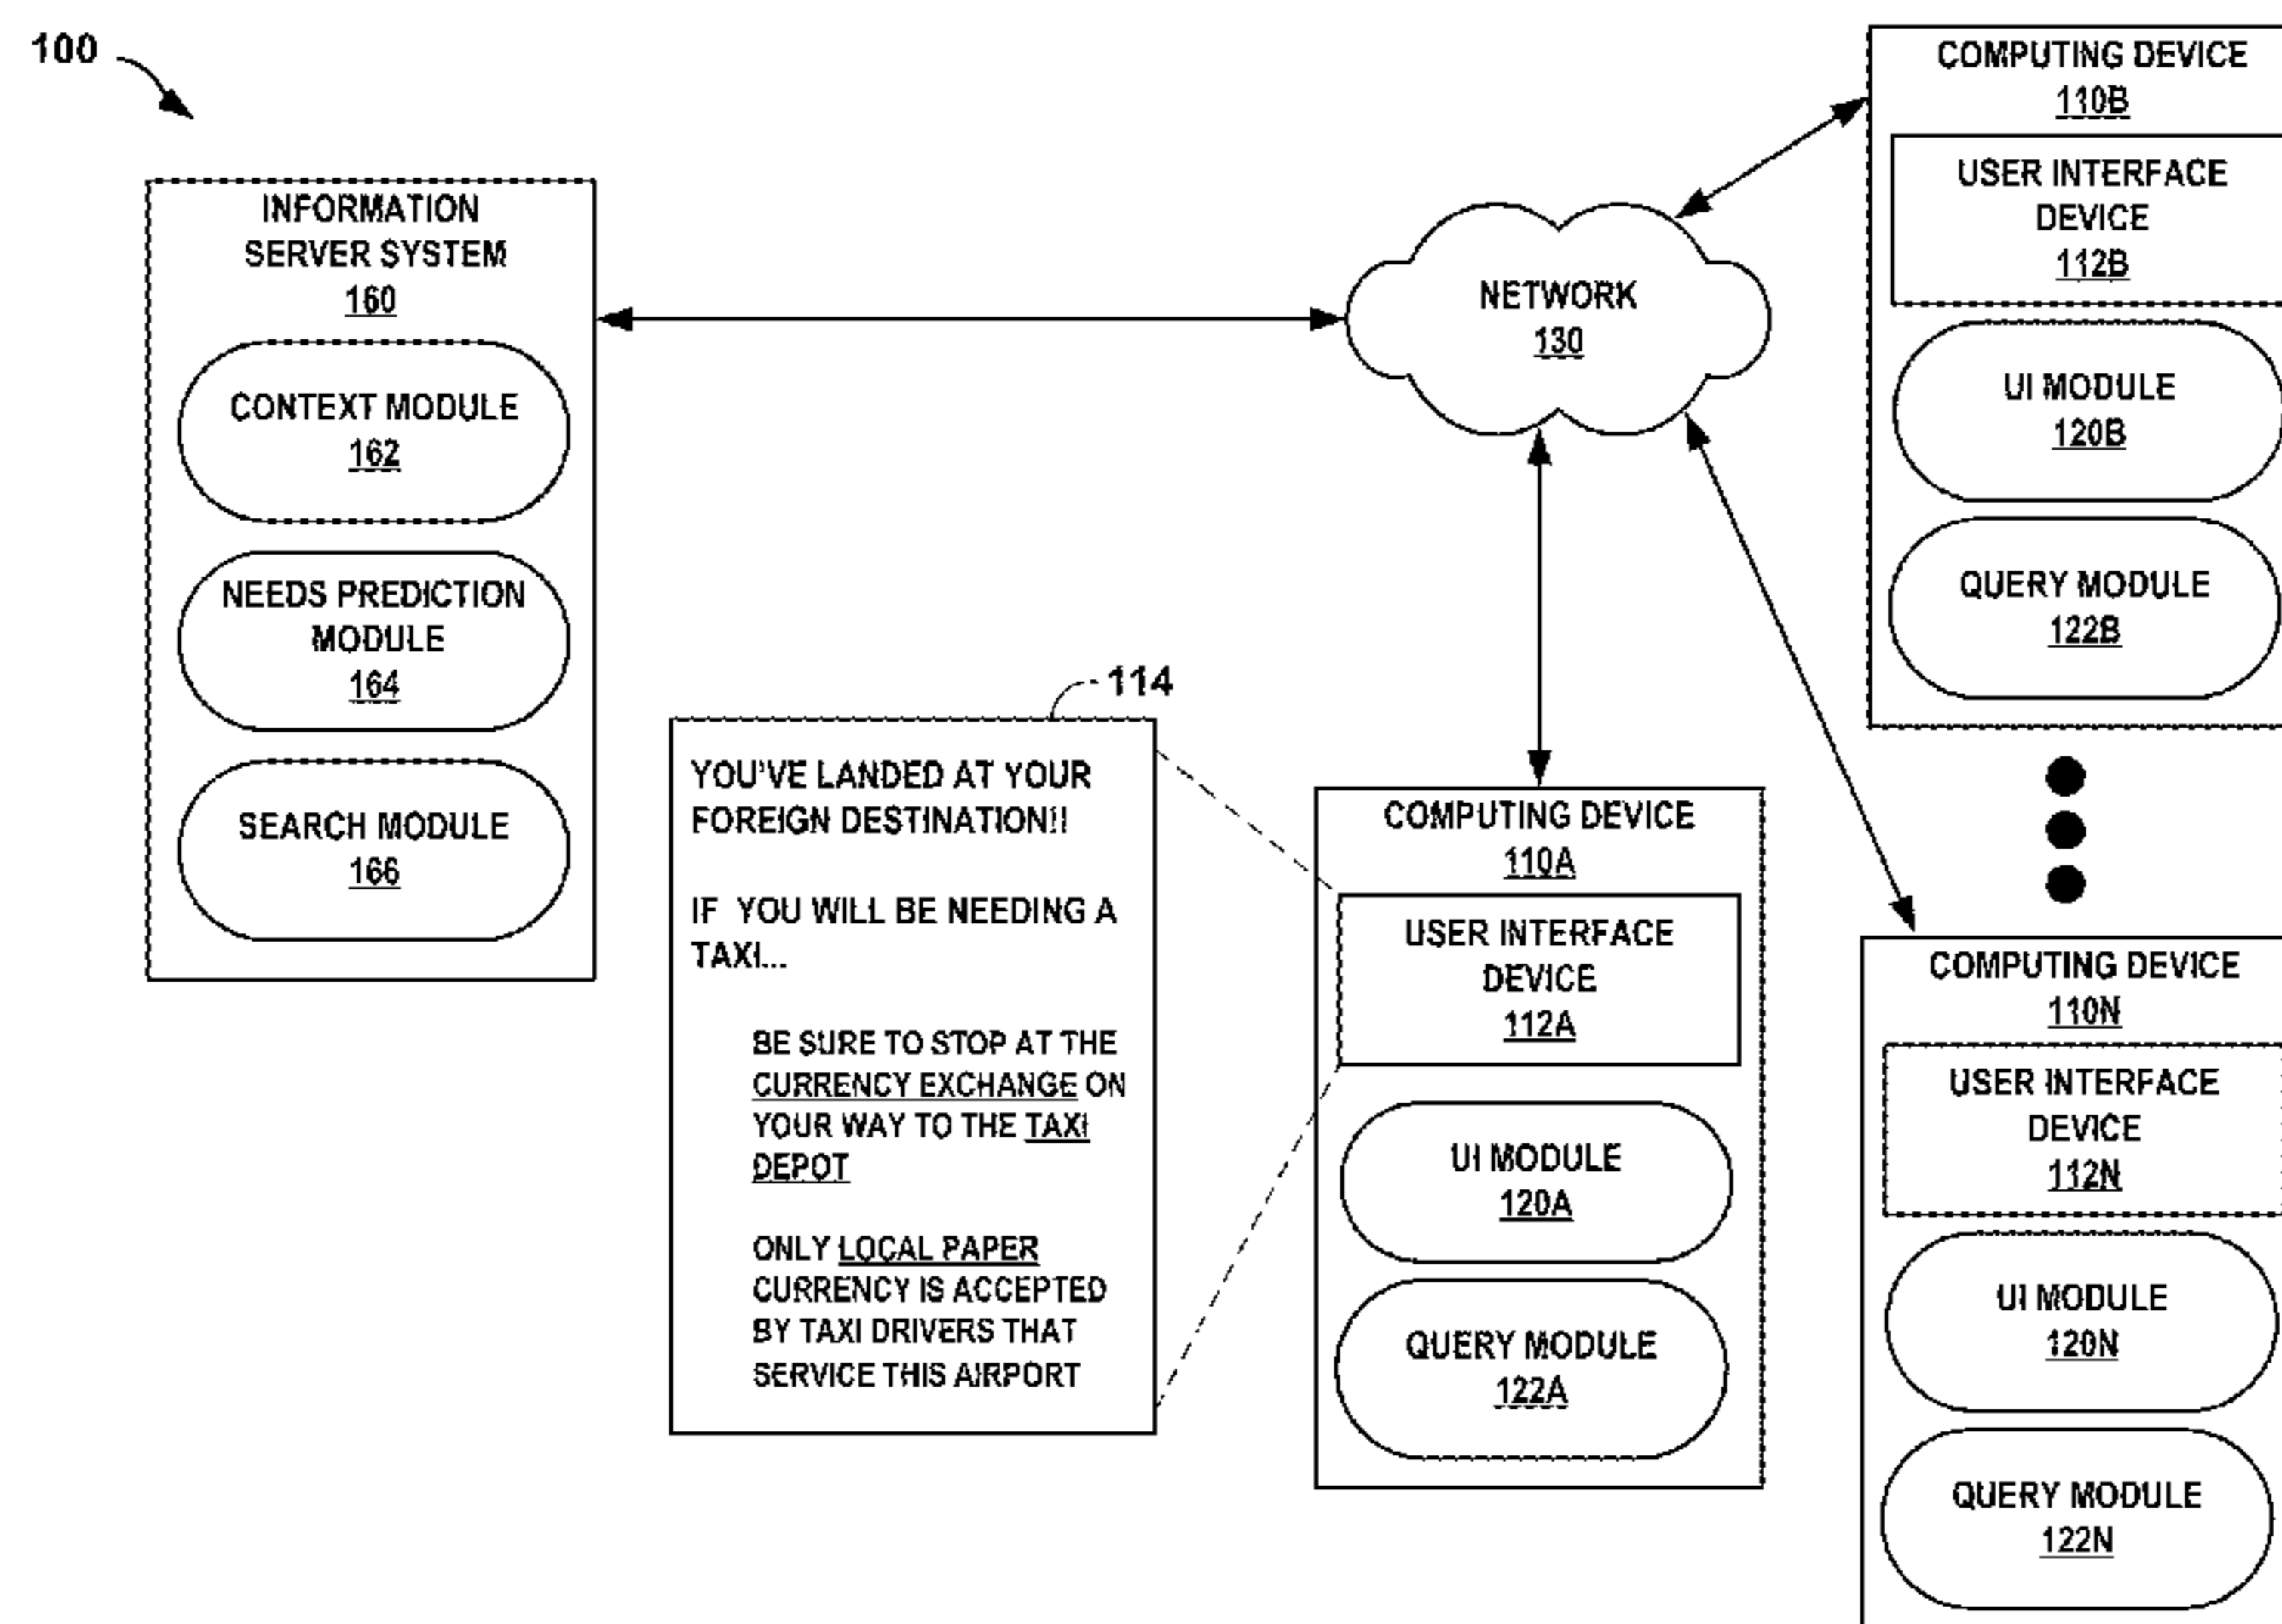 100
INFORMATION
SERVER SYSTEM
160
CONTEXT MODULE
162
NEEDS PREDICTION
MODULE
164
SEARCH MODULE
166
NETWORK
130
114
YOU'VE LANDED AT YOUR
FOREIGN DESTINATION!!
IF YOU WILL BE NEEDING A
TAXI...
BE SURE TO STOP AT THE
CURRENCY EXCHANGE ON
YOUR WAY TO THE TAXI
DEPOT
ONLY LOCAL PAPER
CURRENCY IS ACCEPTED
BY TAXI DRIVERS THAT
SERVICE THIS AIRPORT
COMPUTING DEVICE
110A
USER INTERFACE
DEVICE
112A
UI MODULE
120A
QUERY MODULE
122A
COMPUTING DEVICE
110B
USER INTERFACE
DEVICE
112B
UI MODULE
120B
QUERY MODULE
122B
COMPUTING DEVICE
110N
USER INTERFACE
DEVICE
112N
UI MODULE
120N
QUERY MODULE
122N